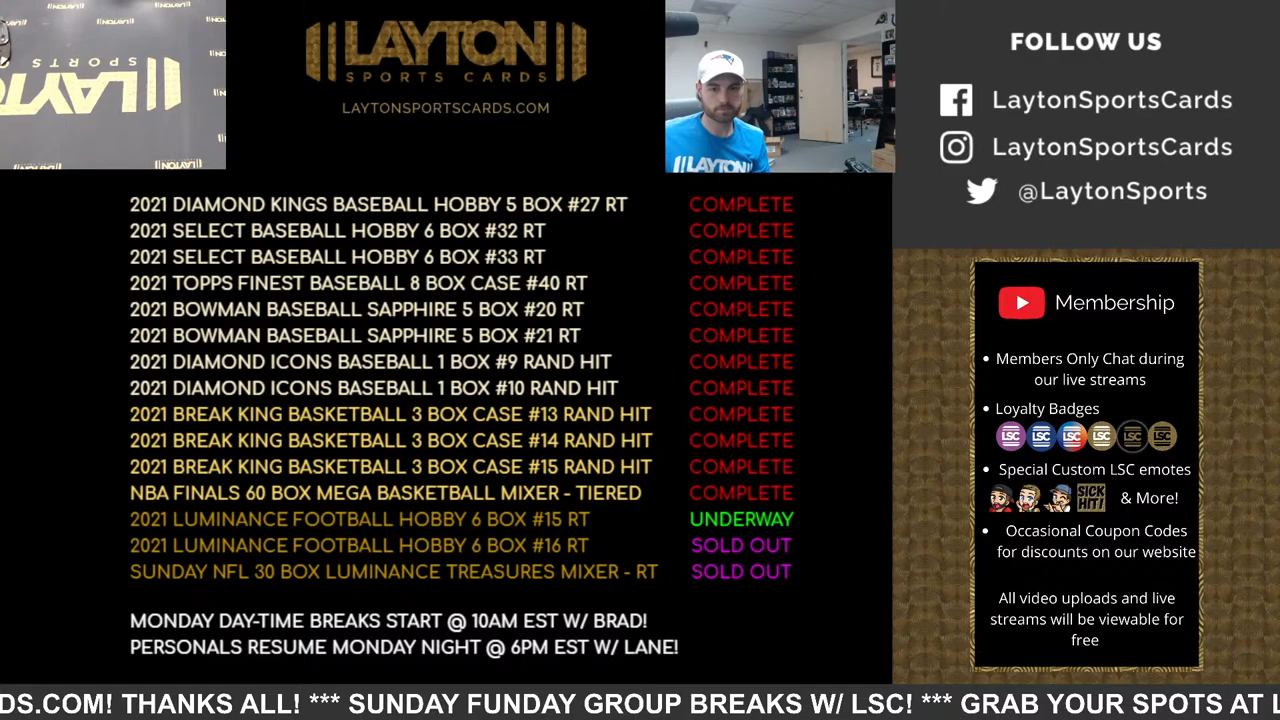 LAYTON
SPORTS
LAYTON
SPORTS CARDS
LAYTONSPORTSCARDS.COM
LAYTON
FOLLOW US
LaytonSportsCards
LaytonSportsCards
@LaytonSports
2021 DIAMOND KINGS BASEBALL HOBBY 5 BOX #27 RT COMPLETE
2021 SELECT BASEBALL HOBBY 6 BOX #32 RT COMPLETE
2021 SELECT BASEBALL HOBBY 6 BOX #33 RT COMPLETE
2021 TOPPS FINEST BASEBALL 8 BOX CASE #40 RT COMPLETE
2021 BOWMAN BASEBALL SAPPHIRE 5 BOX #20 RT COMPLETE
2021 BOWMAN BASEBALL SAPPHIRE 5 BOX #21 RT COMPLETE
2021 DIAMOND ICONS BASEBALL 1 BOX #9 RAND HIT COMPLETE
2021 DIAMOND ICONS BASEBALL 1 BOX #10 RAND HIT COMPLETE
2021 BREAK KING BASKETBALL 3 BOX CASE #13 RAND HIT COMPLETE
2021 BREAK KING BASKETBALL 3 BOX CASE #14 RAND HIT COMPLETE
2021 BREAK KING BASKETBALL 3 BOX CASE #15 RAND HIT COMPLETE
NBA FINALS 60 BOX MEGA BASKETBALL MIXER - TIERED COMPLETE
2021 LUMINANCE FOOTBALL HOBBY 6 BOX #15 RT UNDERWAY
2021 LUMINANCE FOOTBALL HOBBY 6 BOX #16 RT SOLD OUT
SUNDAY NFL 30 BOX LUMINANCE TREASURES MIXER - RT SOLD OUT
MONDAY DAY-TIME BREAKS START @ 10AM EST W/ BRAD!
PERSONALS RESUME MONDAY NIGHT @ 6PM EST W/ LANE!
Membership
• Members Only Chat during
our live streams
• Loyalty Badges
LSC LSC LSC LSC LSC LSC
• Special Custom LSC emotes
SICK HIT! & More!
• Occasional Coupon Codes
for discounts on our website
All video uploads and live
streams will be viewable for
free
DS.COM! THANKS ALL! *** SUNDAY FUNDAY GROUP BREAKS W/ LSC! *** GRAB YOUR SPOTS AT L